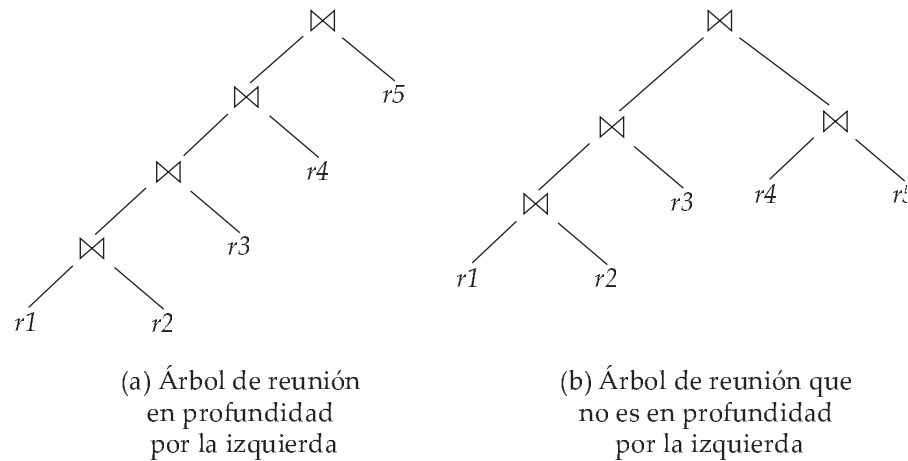 r5
r4
r3
r1 r2
(a) Árbol de reunión
en profundidad
por la izquierda
r3 r4 r5
r1 r2
(b) Árbol de reunión que
no es en profundidad
por la izquierda